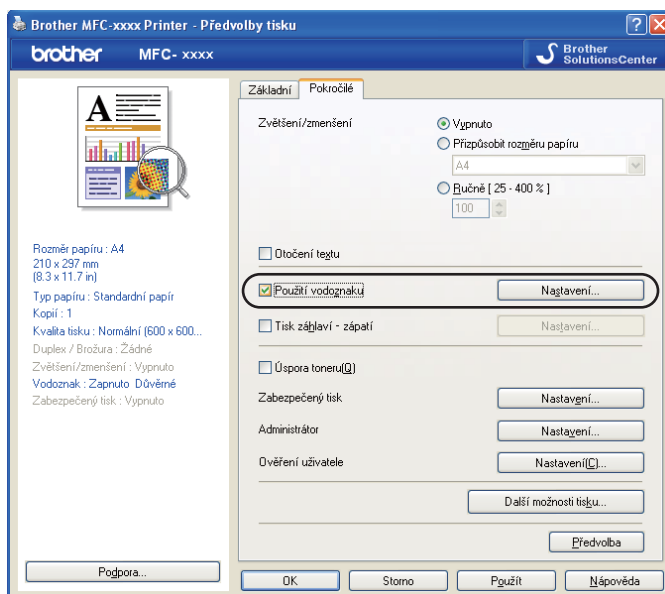 Brother MFC-xxxx Printer - Předvolby tisku
brother MFC- xxxx
Brother
SolutionsCenter
Základní Pokročilé
A
Rozměr papíru : A4
210 x 297 mm
(8.3 x 11.7 in)
Typ papíru : Standardní papír
Kopií : 1
Kvalita tisku : Normální (600 x 600...
Duplex / Brožura : Žádné
Zvětšení/zmenšení : Vypnuto
Vodoznak : Zapnuto Důvěrné
Zabezpečený tisk : Vypnuto
Podpora...
Zvětšení/zmenšení
Vypnuto
Přizpůsobit rozměru papíru
A4
Ručně [ 25 - 400 % ]
100
Otočení textu
Použití vodoznaku Nastavení...
Tisk záhlaví - zápatí Nastavení...
Úspora toneru(Q)
Zabezpečený tisk Nastavení...
Administrátor Nastavení...
Ověření uživatele Nastavení(C)...
Další možnosti tisku...
Předvolba
OK Storno Použít Nápověda